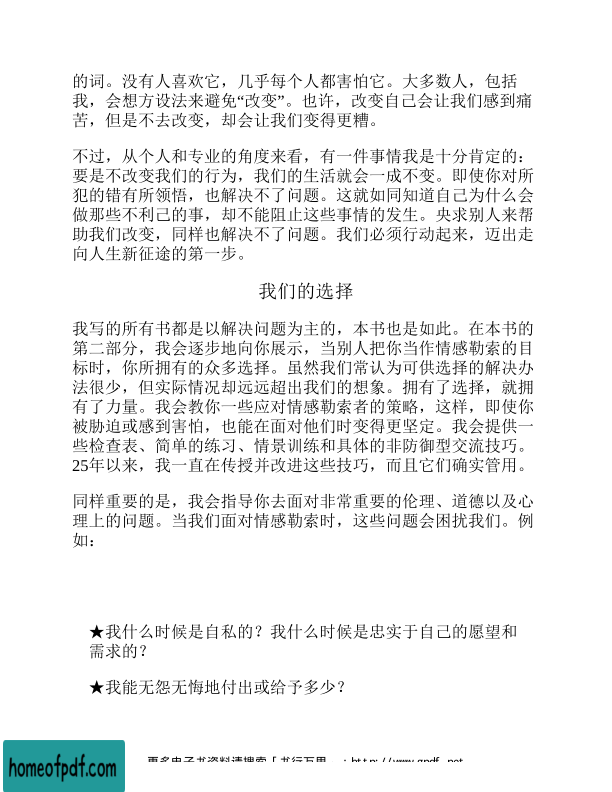 的词。没有人喜欢它，几乎每个人都害怕它。大多数人，包括
我，会想方设法来避免“改变”。也许，改变自己会让我们感到痛
苦，但是不去改变，却会让我们变得更糟。
不过，从个人和专业的角度来看，有一件事情我是十分肯定的：
要是不改变我们的行为，我们的生活就会一成不变。即使你对所
犯的错有所领悟，也解决不了问题。这就如同知道自己为什么会
做那些不利己的事，却不能阻止这些事情的发生。央求别人来帮
助我们改变，同样也解决不了问题。我们必须行动起来，迈出走
向人生新征途的第一步。
我们的选择
我写的所有书都是以解决问题为主的，本书也是如此。在本书的
第二部分，我会逐步地向你展示，当别人把你当作情感勒索的目
标时，你所拥有的众多选择。虽然我们常认为可供选择的解决办
法很少，但实际情况却远远超出我们的想象。拥有了选择，就拥
有了力量。我会教你一些应对情感勒索者的策略，这样，即使你
被胁迫或感到害怕，也能在面对他们时变得更坚定。我会提供一
些检查表、简单的练习、情景训练和具体的非防御型交流技巧。
25年以来，我一直在传授并改进这些技巧，而且它们确实管用。
同样重要的是，我会指导你去面对非常重要的伦理、道德以及心
理上的问题。当我们面对情感勒索时，这些问题会困扰我们。例
如：
★我什么时候是自私的？我什么时候是忠实于自己的愿望和
需求的？
★我能无怨无悔地付出或给予多少？
homeofpdf.com